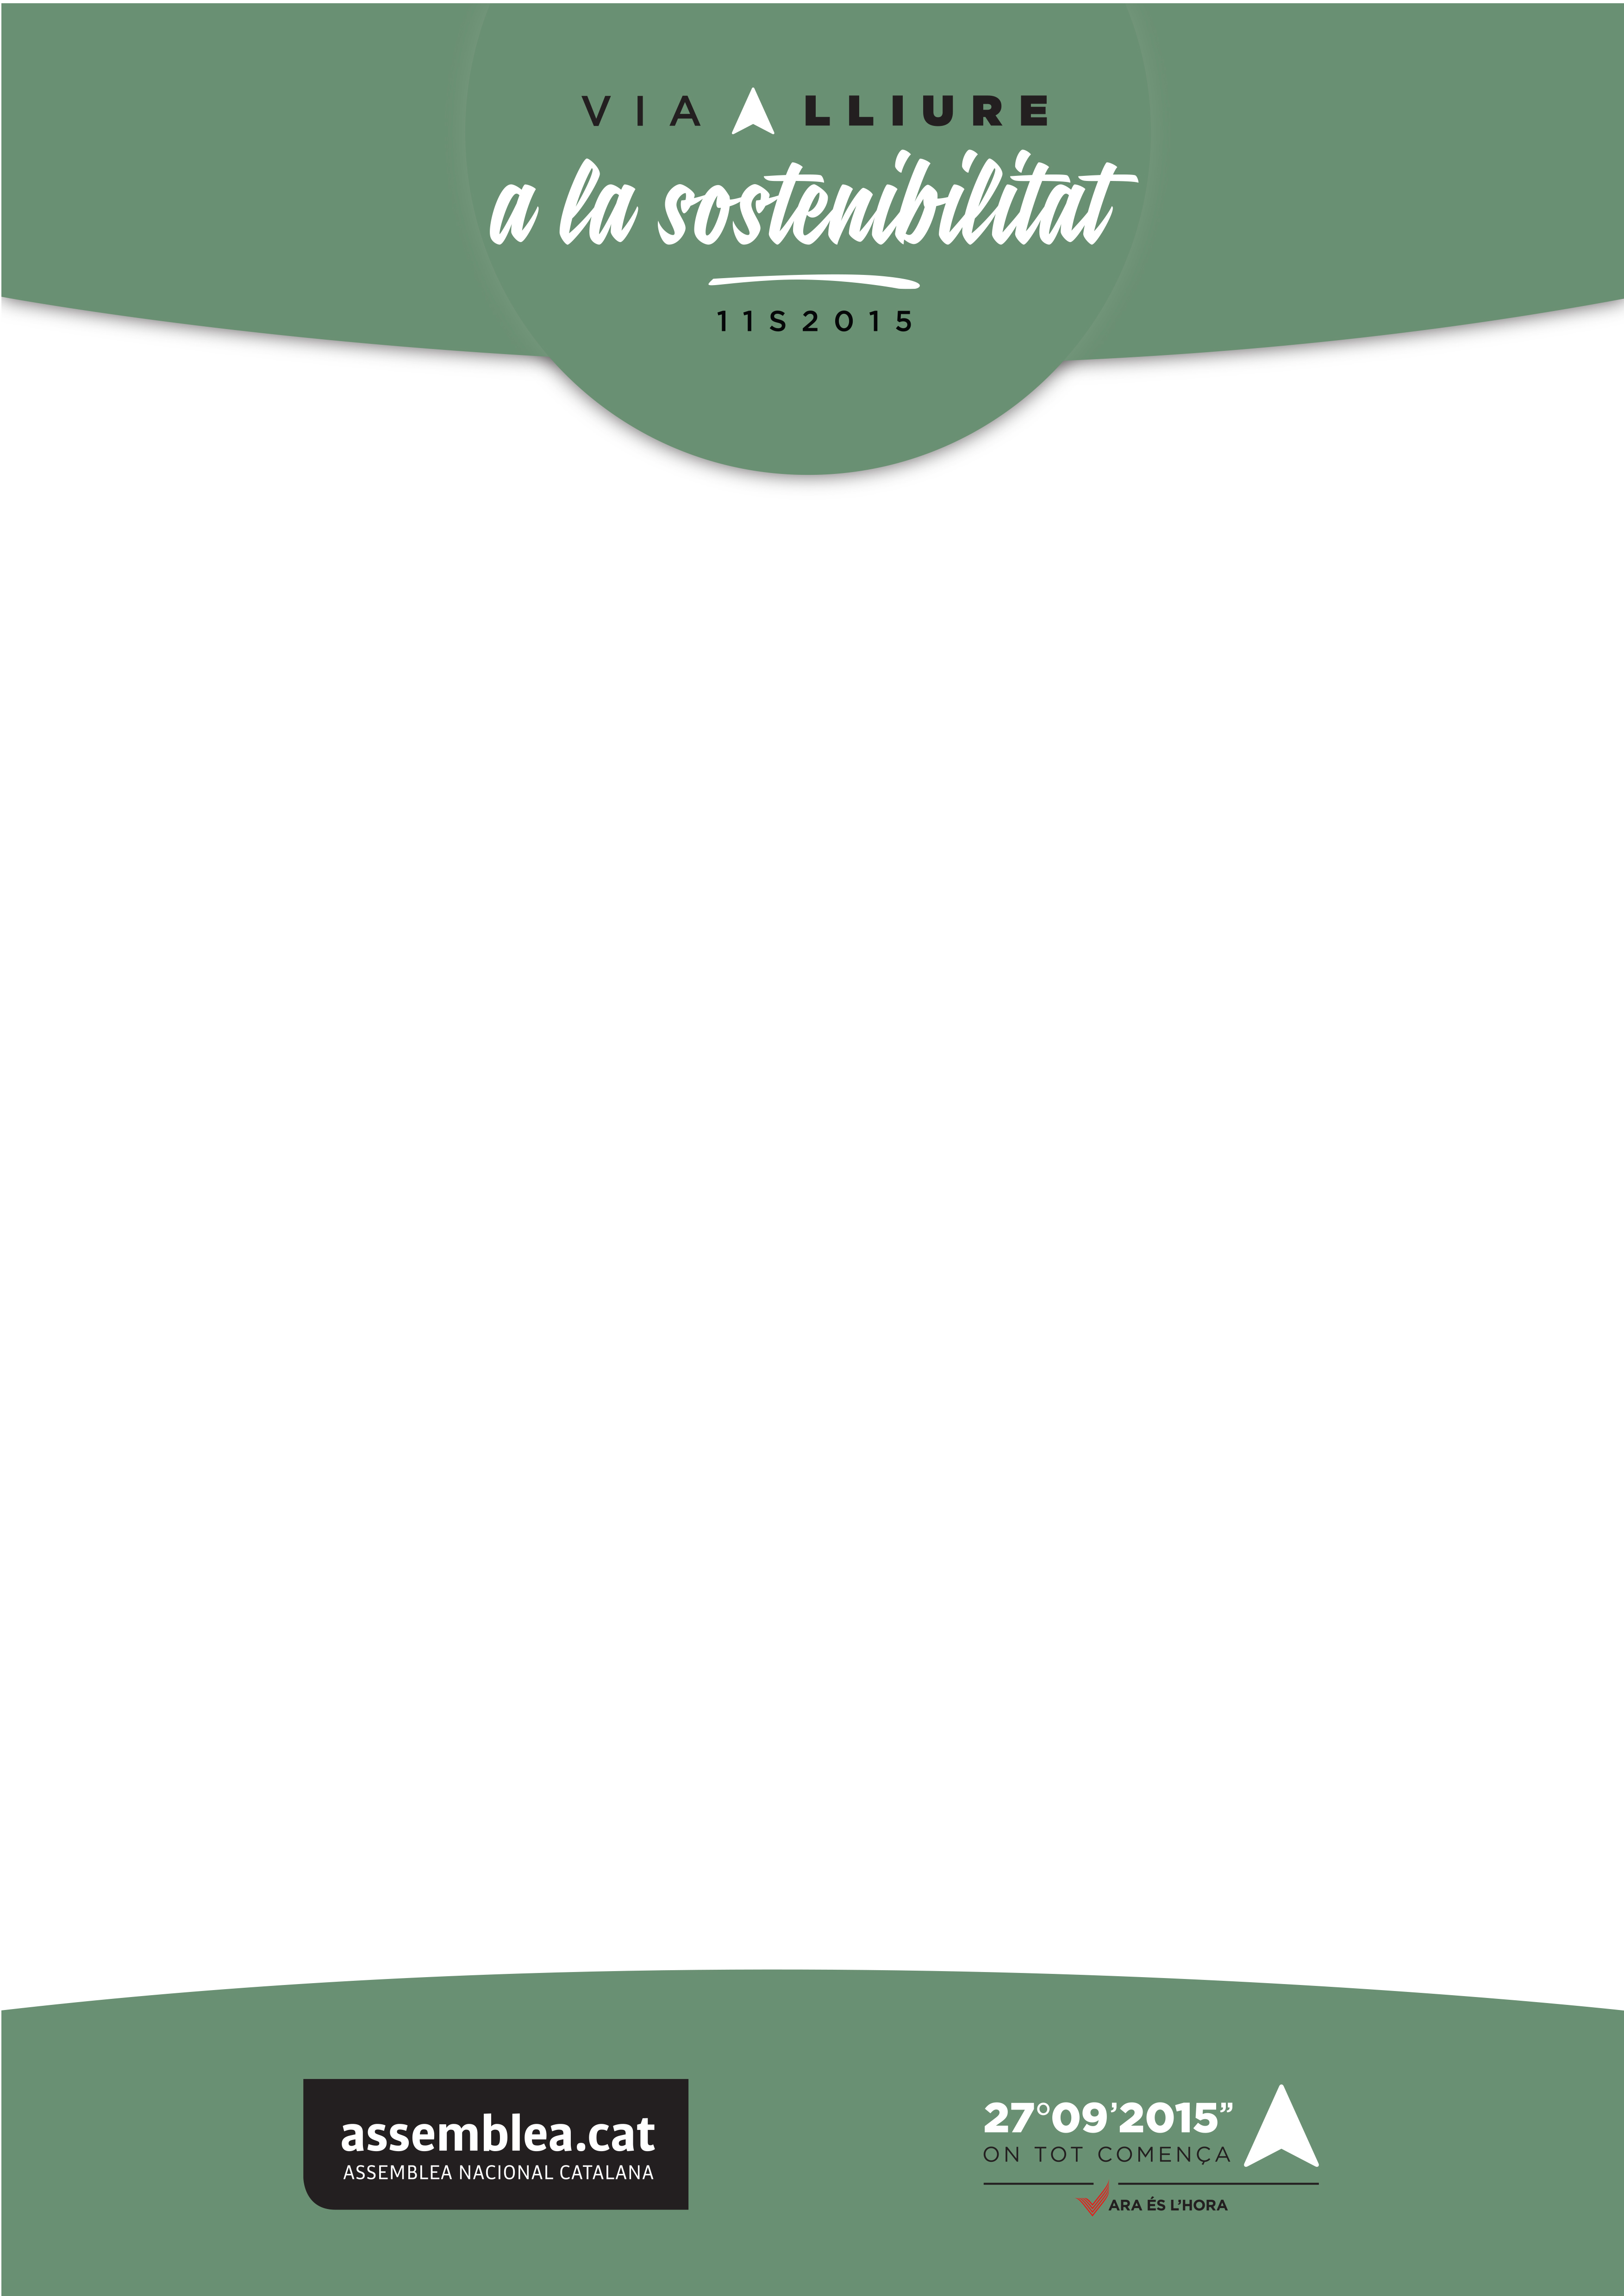 VIA LLIURE
a la sostenibilitat
11S2015
assemblea.cat
ASSEMBLEA NACIONAL CATALANA
27°09'2015”
ON TOT COMENÇA
ARA ÉS L'HORA